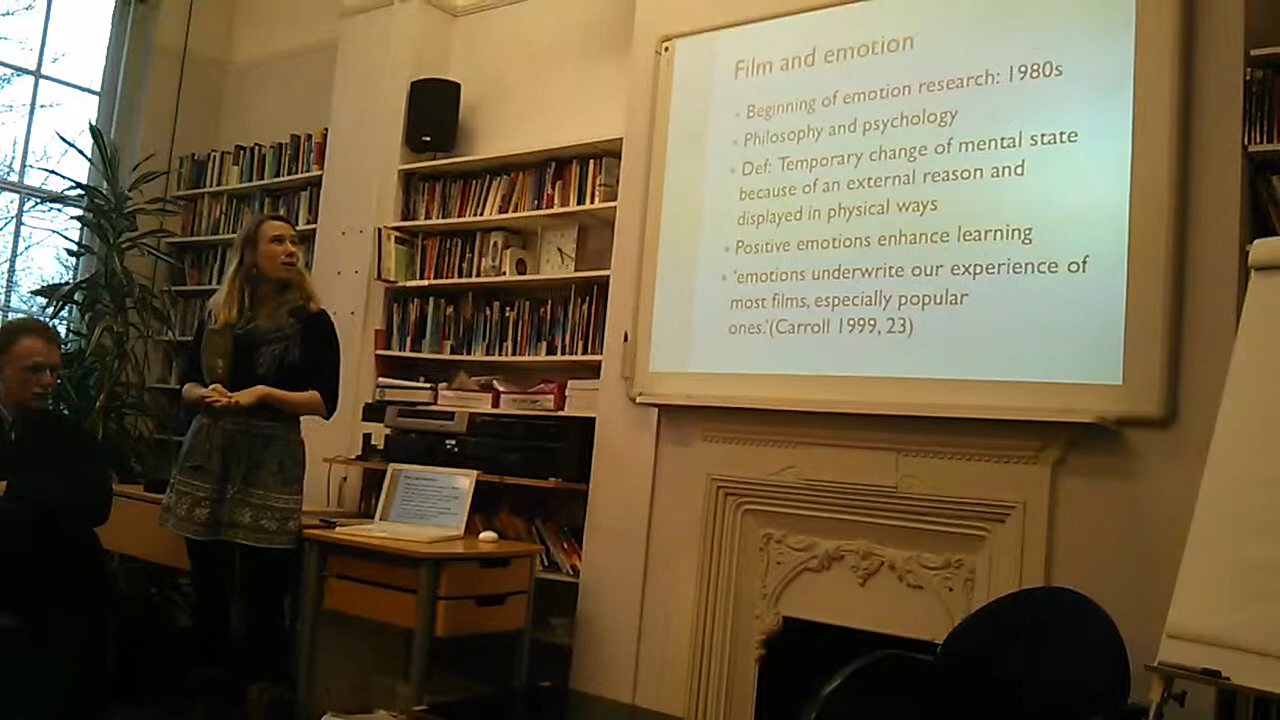 Film and emotion
Beginning of emotion research: 1980s
Philosophy and psychology
Def: Temporary change of mental state
because of an external reason and
displayed in physical ways
Positive emotions enhance learning
'emotions underwrite our experience of
most films, especially popular
ones.'(Carroll 1999, 23)